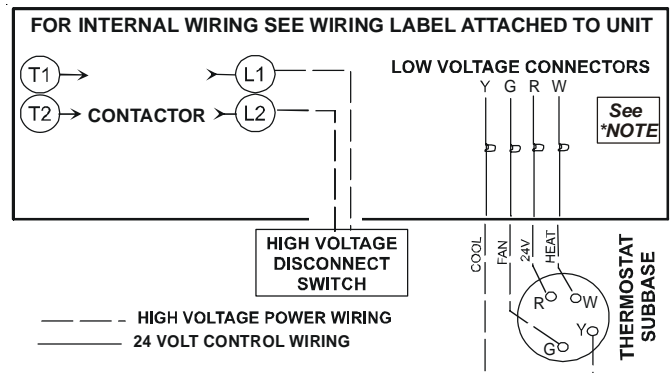 FOR INTERNAL WIRING SEE WIRING LABEL ATTACHED TO UNIT
T1
L1
LOW VOLTAGE CONNECTORS
Y G R W
T2
CONTACTOR
L2
See
*NOTE
HIGH VOLTAGE
DISCONNECT
SWITCH
COOL
FAN
24V
HEAT
THERMOSTAT
SUBBASE
R
W
Y
G
HIGH VOLTAGE POWER WIRING
24 VOLT CONTROL WIRING